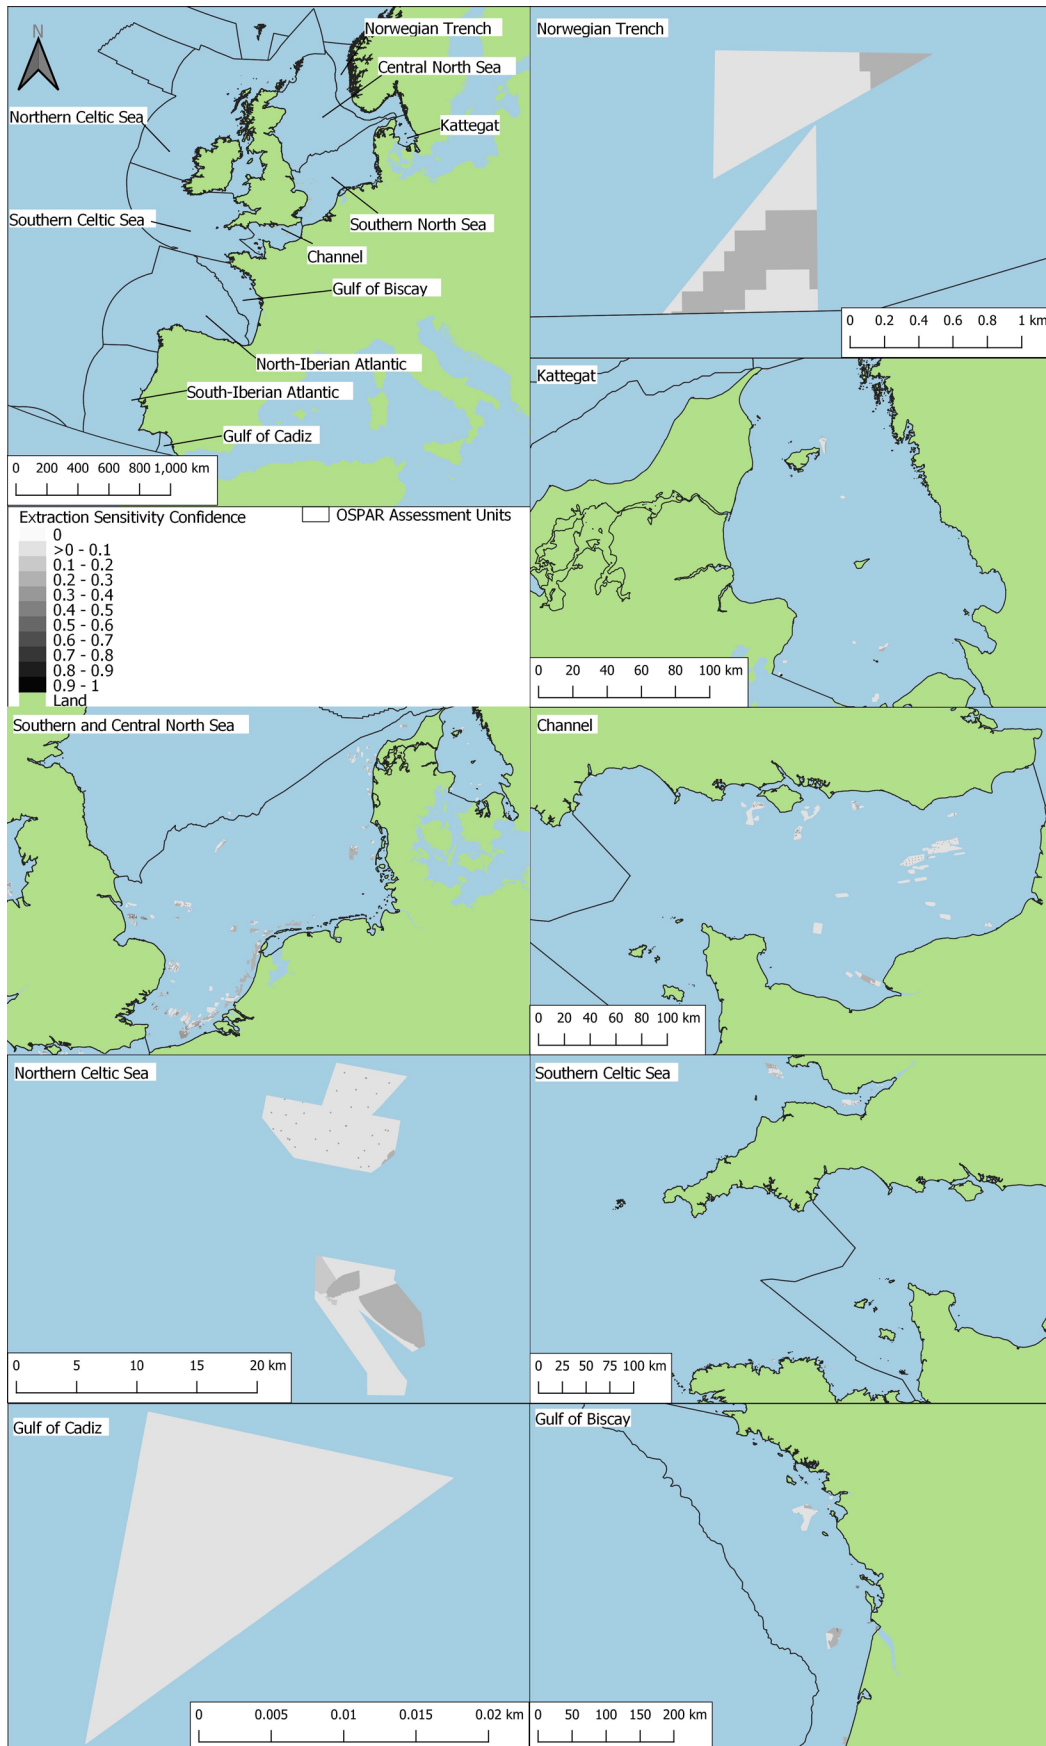 N
Norwegian Trench
Central North Sea
Northern Celtic Sea
Kattegat
Southern Celtic Sea
Southern North Sea
Channel
Gulf of Biscay
North-Iberian Atlantic
South-Iberian Atlantic
Gulf of Cadiz
0 200 400 600 800 1,000 km
Norwegian Trench
0 0.2 0.4 0.6 0.8 1 km
Extraction Sensitivity Confidence
OSPAR Assessment Units
0
>0 - 0.1
0.1 - 0.2
0.2 - 0.3
0.3 - 0.4
0.4 - 0.5
0.5 - 0.6
0.6 - 0.7
0.7 - 0.8
0.8 - 0.9
0.9 - 1
Land
Kattegat
0 20 40 60 80 100 km
Southern and Central North Sea
Channel
0 20 40 60 80 100 km
Northern Celtic Sea
0 5 10 15 20 km
Southern Celtic Sea
0 25 50 75 100 km
Gulf of Cadiz
0 0.005 0.01 0.015 0.02 km
Gulf of Biscay
0 50 100 150 200 km